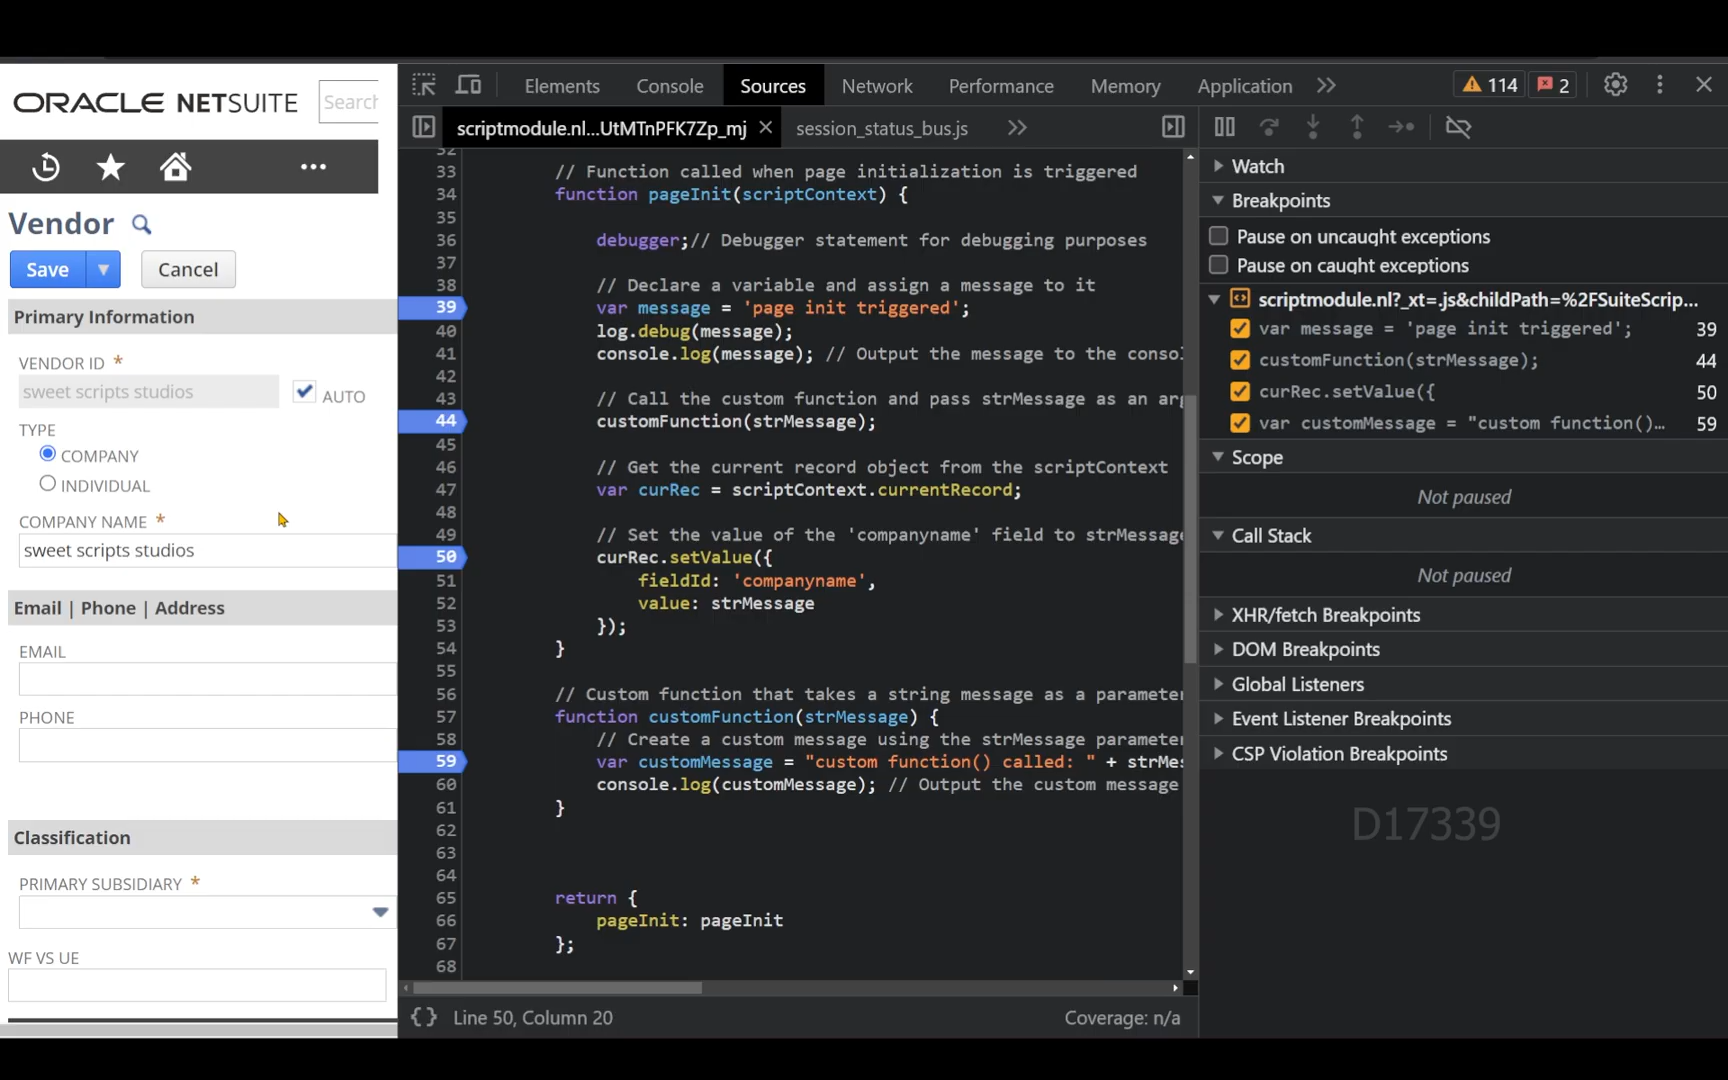 ORACLE NETSUITE
Search
Vendor
Save
Cancel
Primary Information
VENDOR ID *
sweet scripts studios
AUTO
TYPE
COMPANY
INDIVIDUAL
COMPANY NAME *
sweet scripts studios
Email | Phone | Address
EMAIL
PHONE
Classification
PRIMARY SUBSIDIARY *
WF VS UE
Elements Console Sources Network Performance Memory Application 114 2
scriptmodule.nl...UtMTnPFK7Zp_mj session_status_bus.js
32
33 // Function called when page initialization is triggered
34 function pageInit(scriptContext) {
35
36 debugger;// Debugger statement for debugging purposes
37
38 // Declare a variable and assign a message to it
39 var message = 'page init triggered';
40 log.debug(message);
41 console.log(message); // Output the message to the consol
42
43 // Call the custom function and pass strMessage as an arg
44 customFunction(strMessage);
45
46 // Get the current record object from the scriptContext
47 var curRec = scriptContext.currentRecord;
48
49 // Set the value of the 'companyname' field to strMessage
50 curRec.setValue({
51 fieldId: 'companyname',
52 value: strMessage
53 });
54 }
55
56 // Custom function that takes a string message as a parameter
57 function customFunction(strMessage) {
58 // Create a custom message using the strMessage parameter
59 var customMessage = "custom function() called: " + strMes
60 console.log(customMessage); // Output the custom message
61 }
62
63
64
65 return {
66 pageInit: pageInit
67 };
68
{} Line 50, Column 20 Coverage: n/a
Watch
Breakpoints
Pause on uncaught exceptions
Pause on caught exceptions
scriptmodule.nl?_xt=.js&childPath=%2FSuiteScrip...
var message = 'page init triggered'; 39
customFunction(strMessage); 44
curRec.setValue({ 50
var customMessage = "custom function()... 59
Scope
Not paused
Call Stack
Not paused
XHR/fetch Breakpoints
DOM Breakpoints
Global Listeners
Event Listener Breakpoints
CSP Violation Breakpoints
D17339